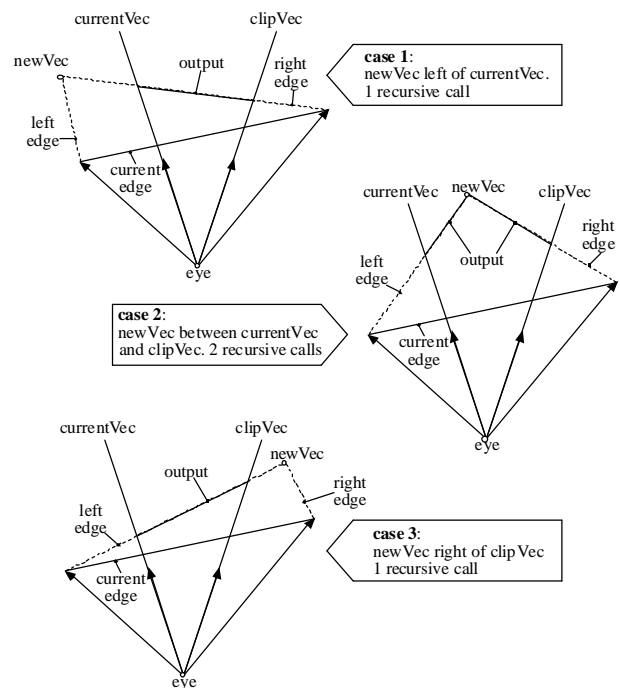 currentVec
clipVec
newVec
output
right
edge
left
edge
current
edge
eye
case 1:
newVec left of currentVec.
1 recursive call
currentVec
newVec
clipVec
right
edge
left
edge
output
current
edge
eye
case 2:
newVec between currentVec
and clipVec. 2 recursive calls
currentVec
clipVec
newVec
output
right
edge
left
edge
current
edge
eye
case 3:
newVec right of clipVec
1 recursive call